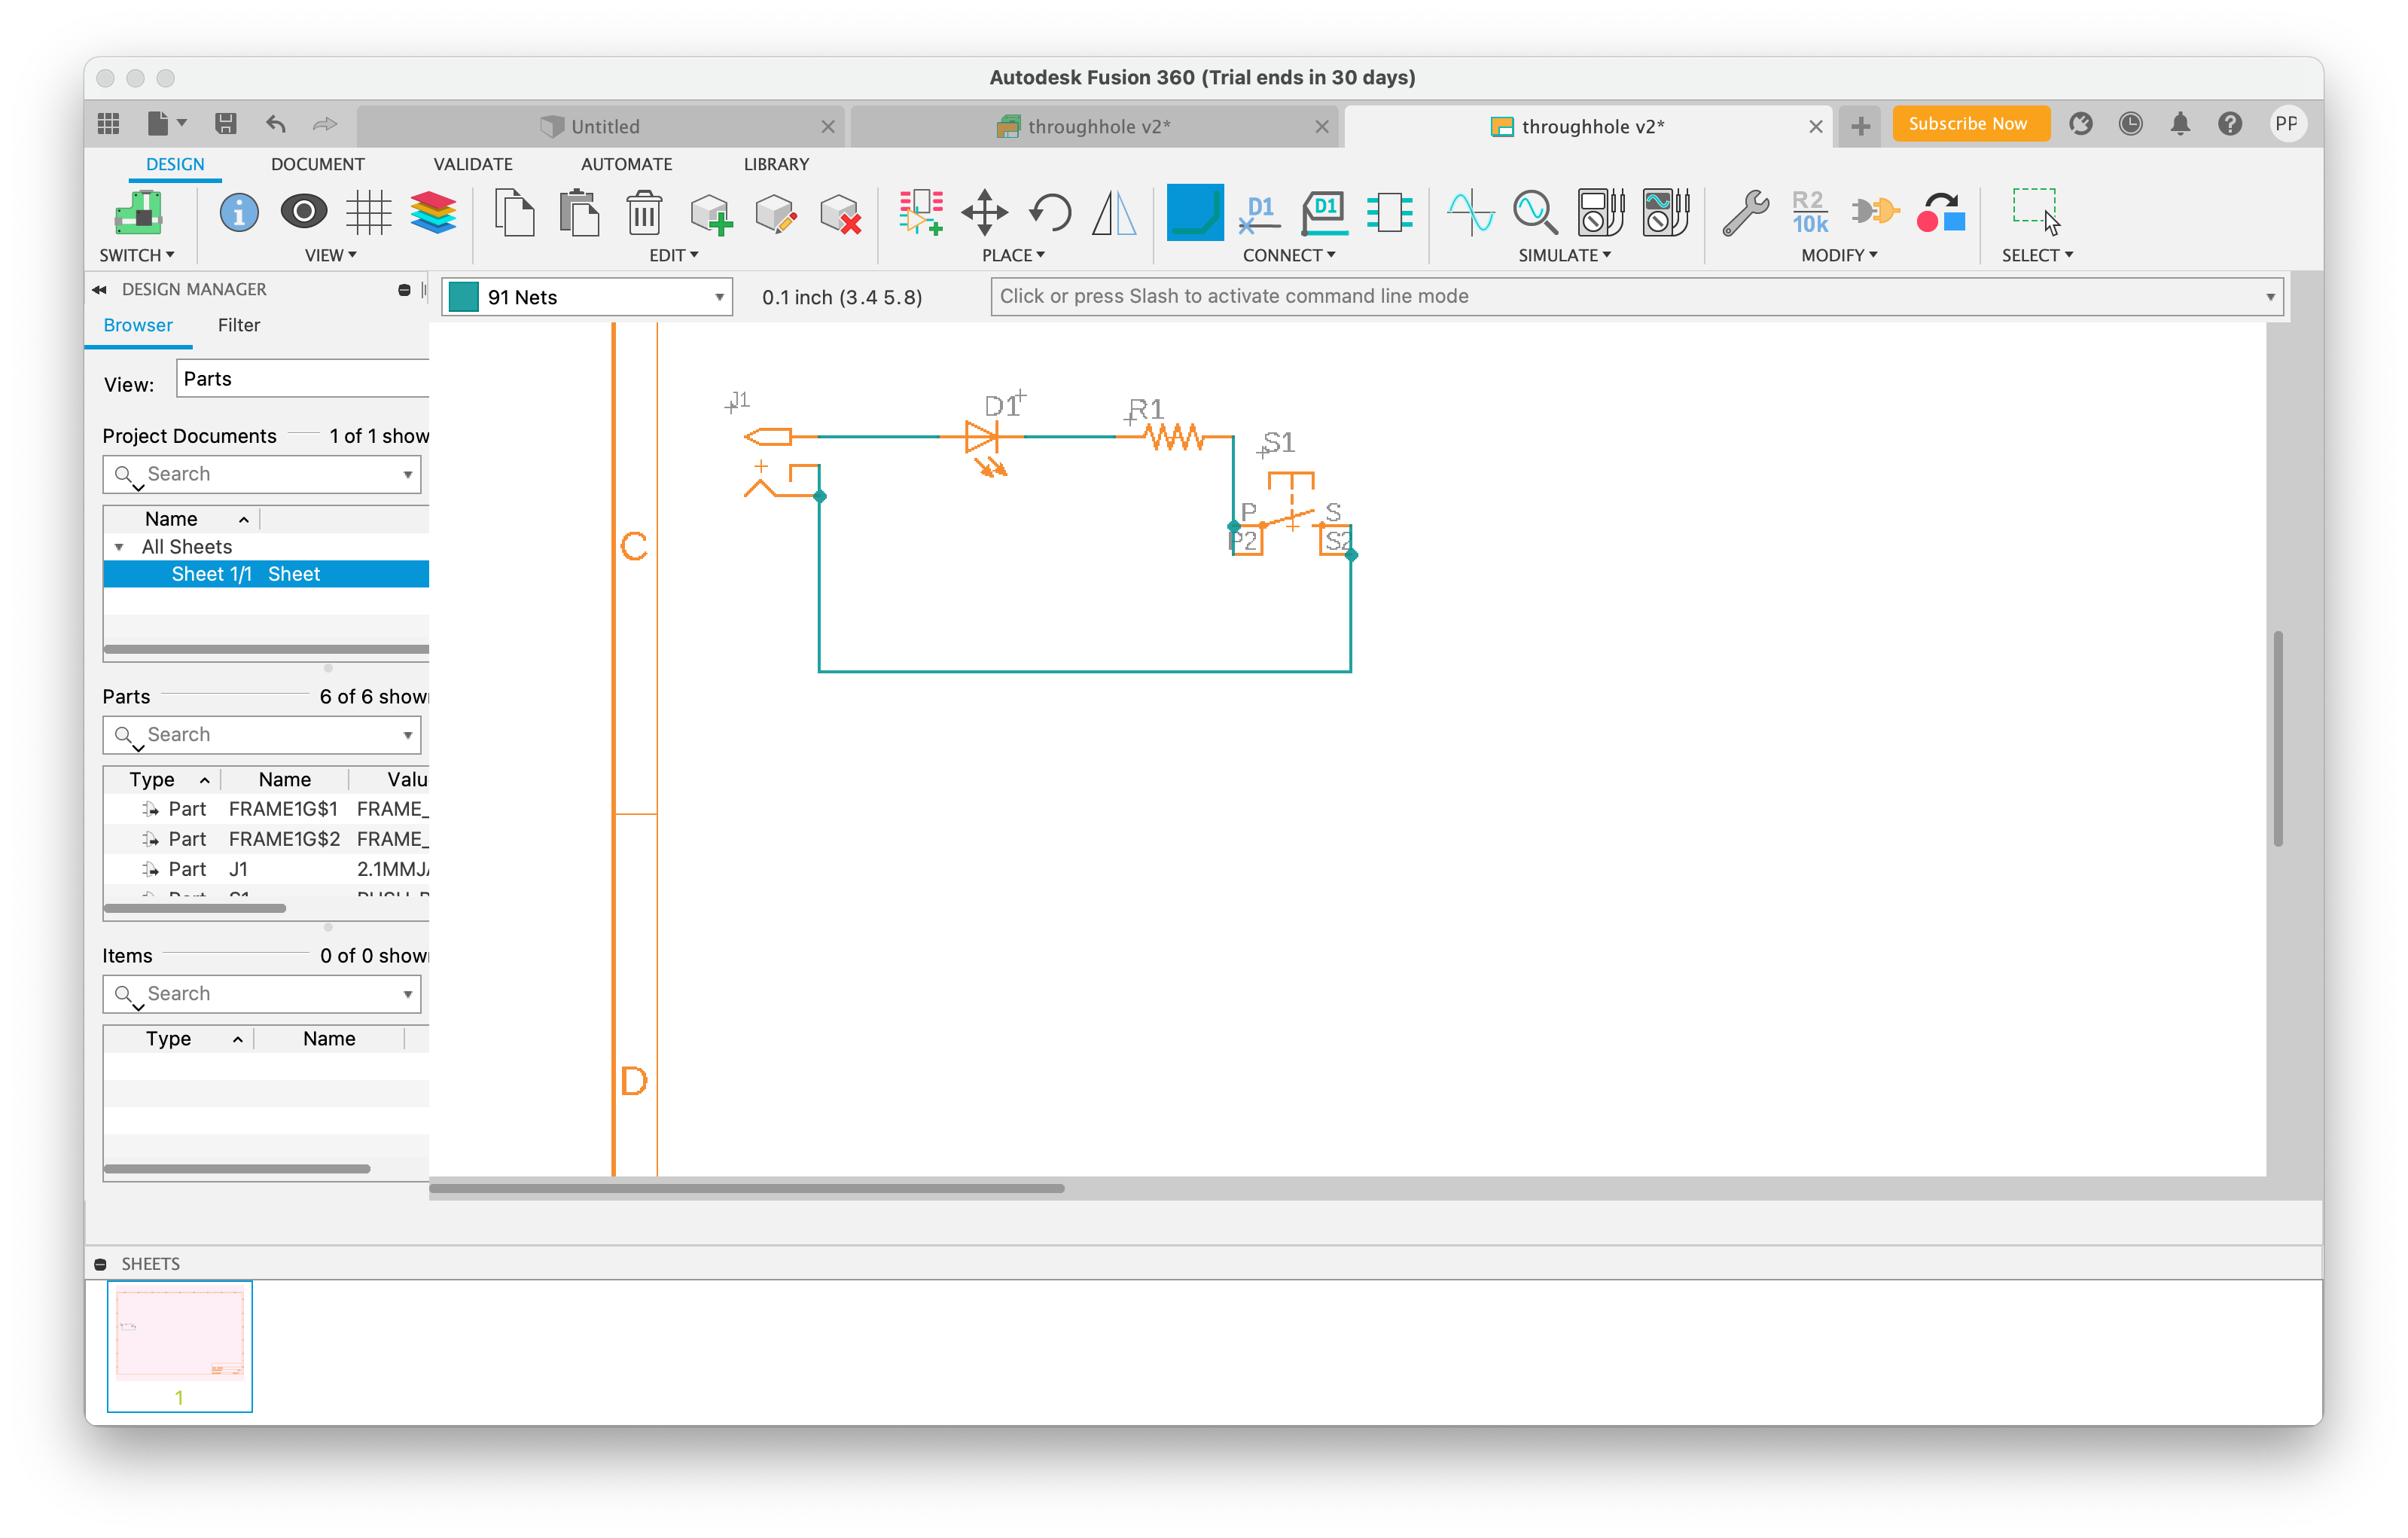 Autodesk Fusion 360 (Trial ends in 30 days)
Untitled
throughhole v2*
throughhole v2*
Subscribe Now
PP
DESIGN
DOCUMENT
VALIDATE
AUTOMATE
LIBRARY
D1
D1
R2
10k
SWITCH
VIEW
EDIT
PLACE
CONNECT
SIMULATE
MODIFY
SELECT
DESIGN MANAGER
91 Nets
0.1 inch (3.4 5.8)
Click or press Slash to activate command line mode
Browser
Filter
View:
Parts
Project Documents
1 of 1 show
Search
Name
All Sheets
Sheet 1/1 Sheet
Parts
6 of 6 show
Search
Type
Name
Valu
Part FRAME1G$1 FRAME_
Part FRAME1G$2 FRAME_
Part J1 2.1MMJ
Items
0 of 0 show
Search
Type
Name
J1
D1
R1
S1
P
S
P2
S2
C
D
SHEETS
1